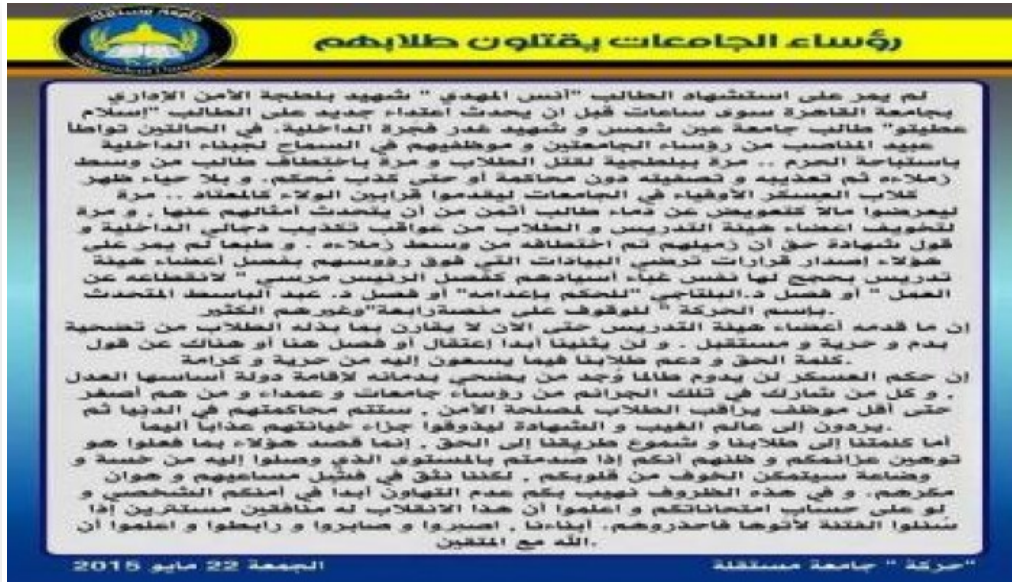 جامعة مستقلة
رؤساء الجامعات يقتلون طلابهم
لم يمر على استشهاد الطالب "أنس المهدي" شهيد بلطجة الأمن الإداري
بجامعة القاهرة سوى ساعات قبل ان يحدث اعتداء جديد على الطالب "إسلام
عطيتو" طالب جامعة عين شمس و شهيد غدر فجرة الداخلية. في الحالتين تواطأ
عبيد المناصب من رؤساء الجامعتين و موظفيهم في السماح لجبناء الداخلية
باستباحة الحرم .. مرة ببلطجية لقتل الطلاب و مرة باختطاف طالب من وسط
زملاءه ثم تعذيبه و تصفيته دون محاكمة أو حتى كذب مُحكم. و بلا حياء ظهر
كلاب العسكر الأوفياء في الجامعات ليقدموا قرابين الولاء كالمعتاد .. مرة
ليعرضوا مالًا كتعويض عن دماء طالب أثمن من أن يتحدث أمثالهم عنها , و مرة
لتخويف اعضاء هيئة التدريس و الطلاب من عواقب تكذيب دجالي الداخلية و
قول شهادة حق أن زميلهم تم اختطافه من وسط زملاءه . و طبعا لم يمر على
هؤلاء إصدار قرارات ترضي البيادات التي فوق رؤوسهم بفصل أعضاء هيئة
تدريس بحجج لها نفس غباء أسيادهم كفصل الرئيس مرسي " لانقطاعه عن
العمل " أو فصل د.البلتاجي "للحكم بإعدامه" أو فصل د. عبد الباسط المتحدث
بإسم الحركة " للوقوف على منصةرابعة"وغيرهم الكثير.
إن ما قدمه أعضاء هيئة التدريس حتى الان لا يقارن بما بذله الطلاب من تضحية
بدم و حرية و مستقبل . و لن يثنينا أبدا إعتقال أو فصل هنا أو هناك عن قول
كلمة الحق و دعم طلابنا فيما يسعون إليه من حرية و كرامة.
إن حكم العسكر لن يدوم طالما وُجد من يضحي بدمائه لإقامة دولة أساسها العدل
, و كل من شارك في تلك الجرائم من رؤساء جامعات و عمداء و من هم أصغر
حتى أقل موظف يراقب الطلاب لمصلحة الأمن , ستتم محاكمتهم في الدنيا ثم
يردون إلى عالم الغيب و الشهادة ليذوقوا جزاء خيانتهم عذاباً أليما.
أما كلمتنا إلى طلابنا و شموع طريقنا إلى الحق , إنما قصد هؤلاء بما فعلوا هو
توهين عزائمكم و ظنهم أنكم إذا صُدمتم بالمستوى الذي وصلوا إليه من خسة و
وضاعة سيتمكن الخوف من قلوبكم , لكننا نثق في فشل مساعيهم و هوان
مكرهم. و في هذه الظروف نهيب بكم عدم التهاون أبداً في أمنكم الشخصي و
لو على حساب امتحاناتكم و اعلموا أن هذا الانقلاب له منافقين مستترين إذا
سُئلوا الفتنة لأتوها فاحذروهم. أبناءنا , اصبروا و صابروا و رابطوا و اعلموا أن
الله مع المتقين.
"حركة " جامعة مستقلة
الجمعة 22 مايو 2015